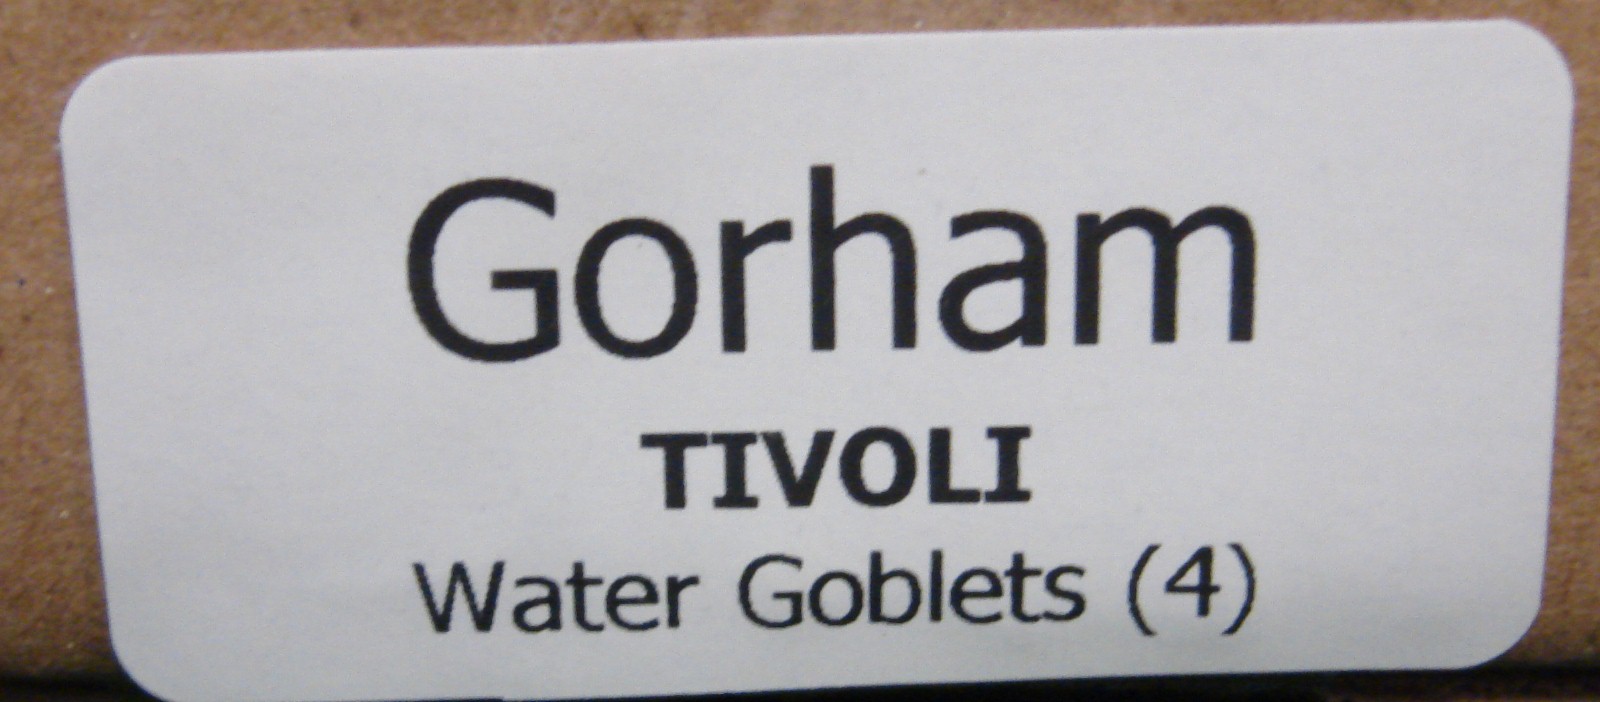 Gorham
TIVOLI
Water Goblets (4)